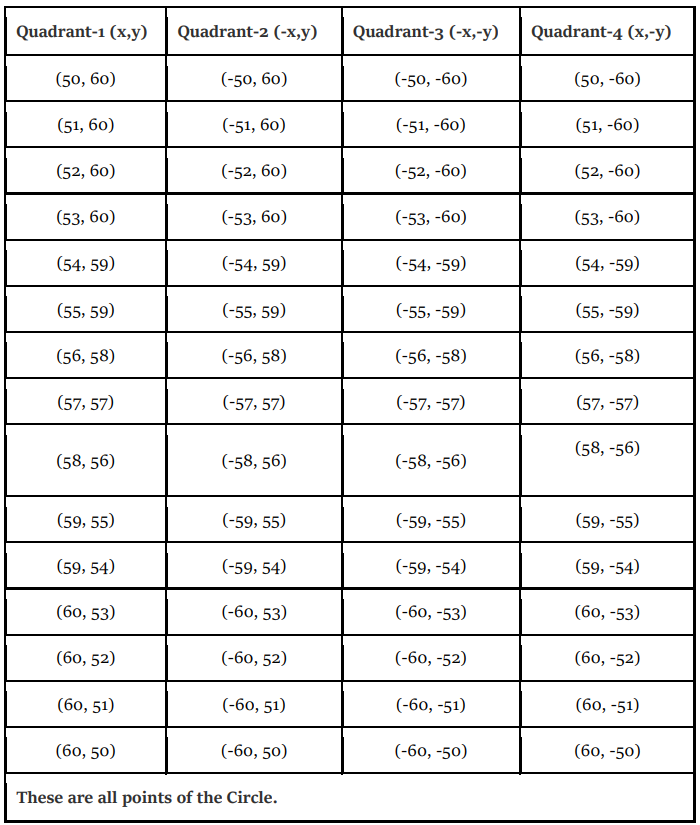 Quadrant-1 (x,y) Quadrant-2 (-x,y) Quadrant-3 (-x,-y) Quadrant-4 (x,-y)
(50, 60) (-50, 60) (-50, -60) (50, -60)
(51, 60) (-51, 60) (-51, -60) (51, -60)
(52, 60) (-52, 60) (-52, -60) (52, -60)
(53, 60) (-53, 60) (-53, -60) (53, -60)
(54, 59) (-54, 59) (-54, -59) (54, -59)
(55, 59) (-55, 59) (-55, -59) (55, -59)
(56, 58) (-56, 58) (-56, -58) (56, -58)
(57, 57) (-57, 57) (-57, -57) (57, -57)
(58, 56) (-58, 56) (-58, -56) (58, -56)
(59, 55) (-59, 55) (-59, -55) (59, -55)
(59, 54) (-59, 54) (-59, -54) (59, -54)
(60, 53) (-60, 53) (-60, -53) (60, -53)
(60, 52) (-60, 52) (-60, -52) (60, -52)
(60, 51) (-60, 51) (-60, -51) (60, -51)
(60, 50) (-60, 50) (-60, -50) (60, -50)
These are all points of the Circle.